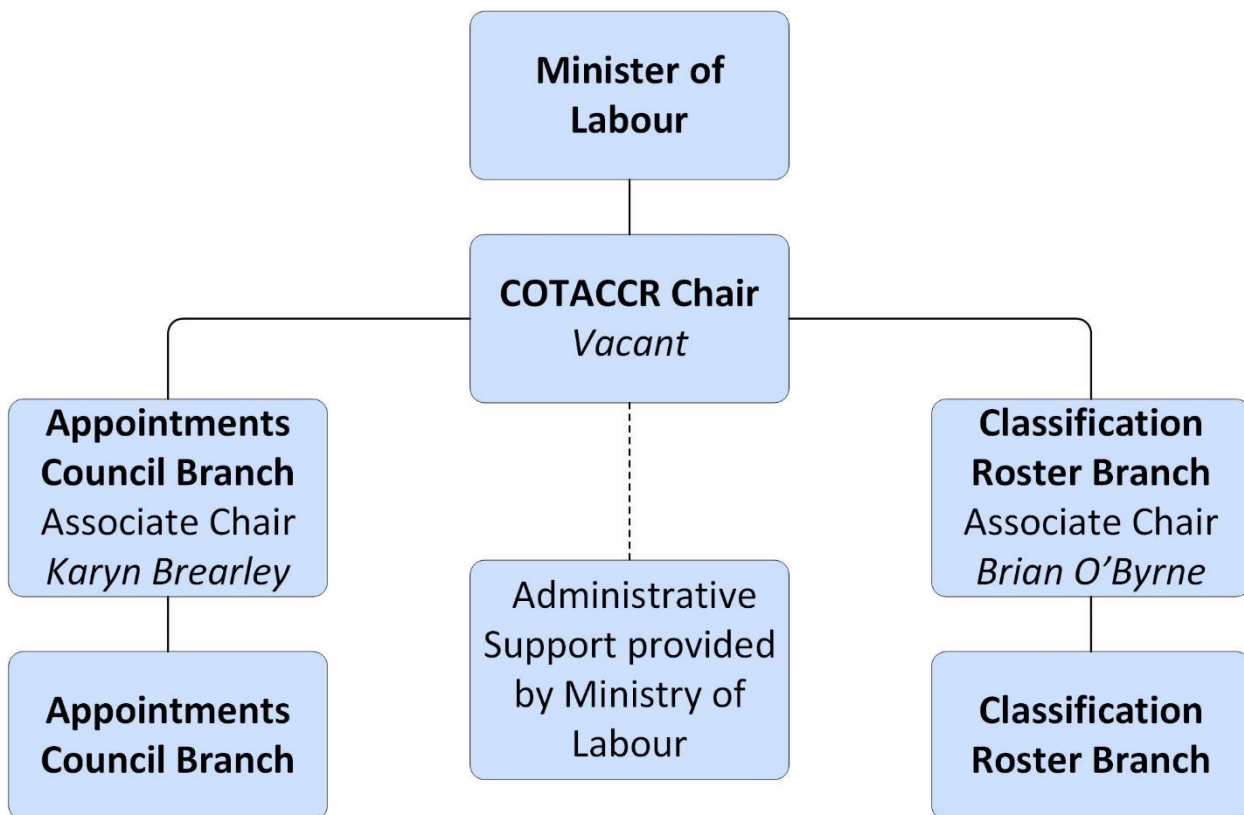 Minister of
Labour
COTACCR Chair
Vacant
Appointments
Council Branch
Associate Chair
Karyn Brearley
Classification
Roster Branch
Associate Chair
Brian O’Byrne
Administrative
Support provided
by Ministry of
Labour
Appointments
Council Branch
Classification
Roster Branch